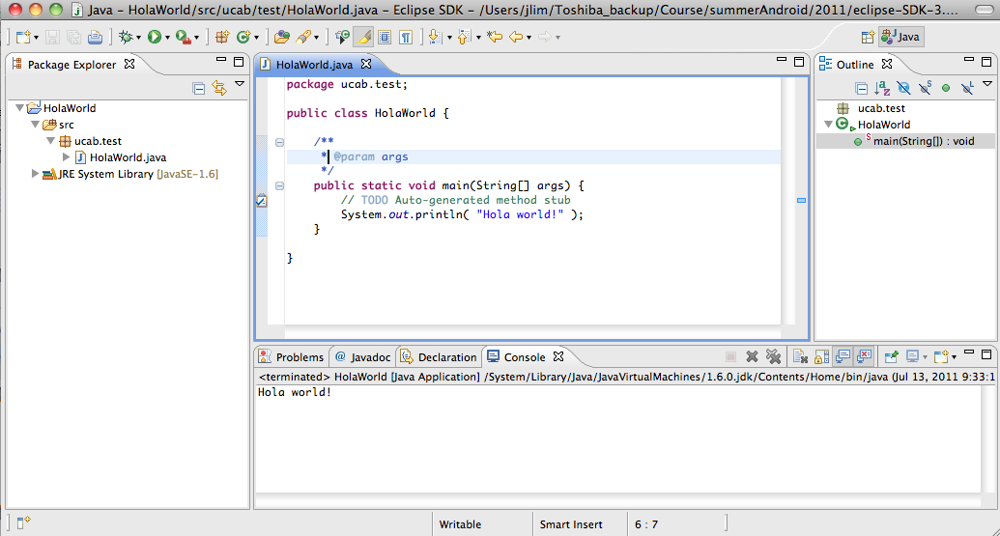 Java – HolaWorld/src/ucab/test/HolaWorld.java – Eclipse SDK – /Users/jlim/Toshiba_backup/Course/summerAndroid/2011/eclipse-SDK-3....
Java
Package Explorer
HolaWorld
src
ucab.test
HolaWorld.java
JRE System Library [JavaSE-1.6]
HolaWorld.java
package ucab.test;
public class HolaWorld {
/**
* @param args
*/
public static void main(String[] args) {
// TODO Auto-generated method stub
System.out.println( "Hola world!" );
}
}
Outline
ucab.test
HolaWorld
main(String[]) : void
Problems
@ Javadoc
Declaration
Console
<terminated> HolaWorld [Java Application] /System/Library/Java/JavaVirtualMachines/1.6.0.jdk/Contents/Home/bin/java (Jul 13, 2011 9:33:1
Hola world!
Writable
Smart Insert
6 : 7